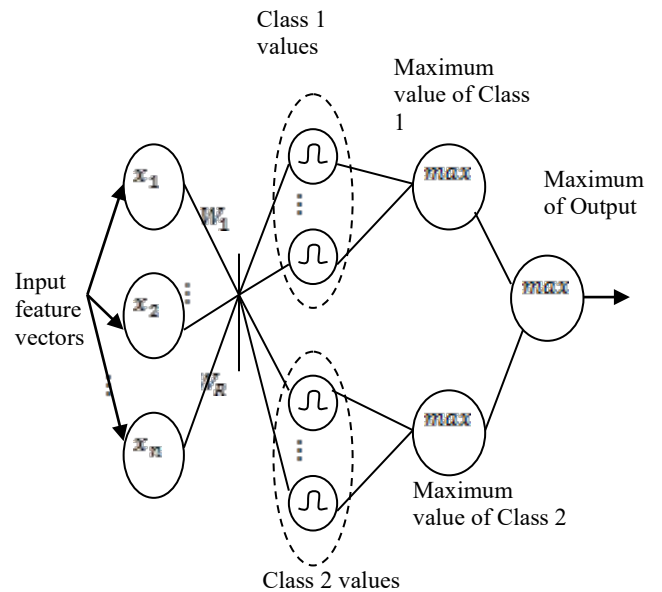 Class 1
values
Maximum
value of Class
1
Maximum
of Output
Input
feature
vectors
x₁
x₂
xₙ
W₁
W_R
⋮
⋮
⋮
⋮
max
max
max
Maximum
value of Class 2
Class 2 values